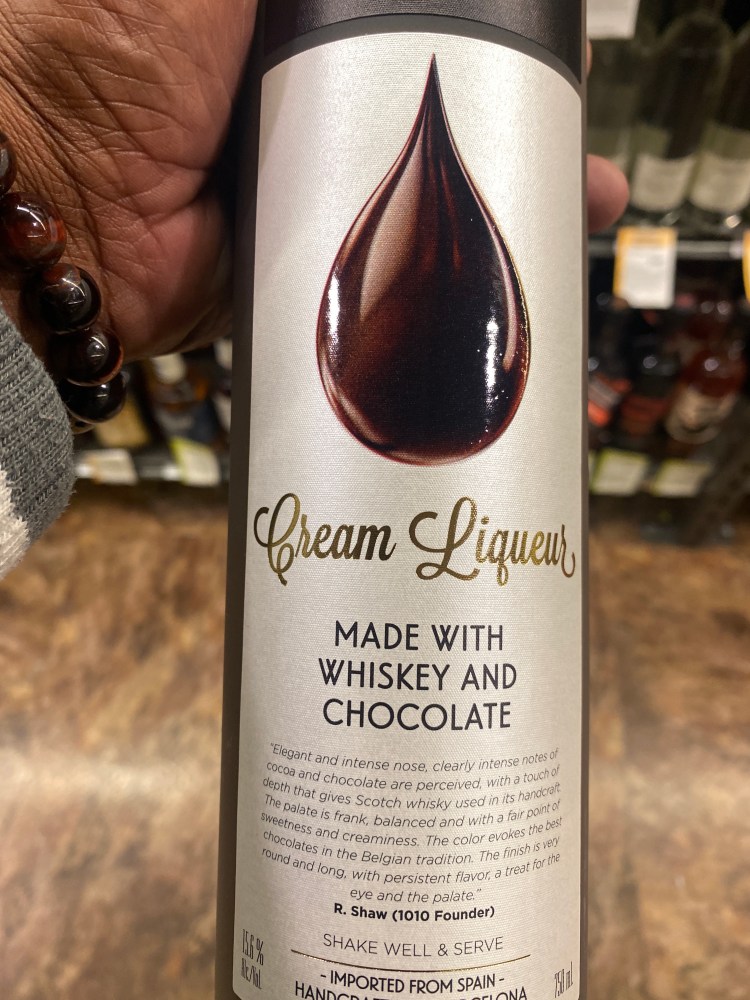 Cream Liqueur
MADE WITH
WHISKEY AND
CHOCOLATE
"Elegant and intense nose, clearly intense notes of
cocoa and chocolate are perceived, with a touch of
depth that gives Scotch whisky used in its handcraft.
The palate is frank, balanced and with a fair point of
sweetness and creaminess. The color evokes the best
chocolates in the Belgian tradition. The finish is very
round and long, with persistent flavor, a treat for the
eye and the palate."
R. Shaw (1010 Founder)
SHAKE WELL & SERVE
15.6 %
Alc/Vol.
- IMPORTED FROM SPAIN -
750 ml